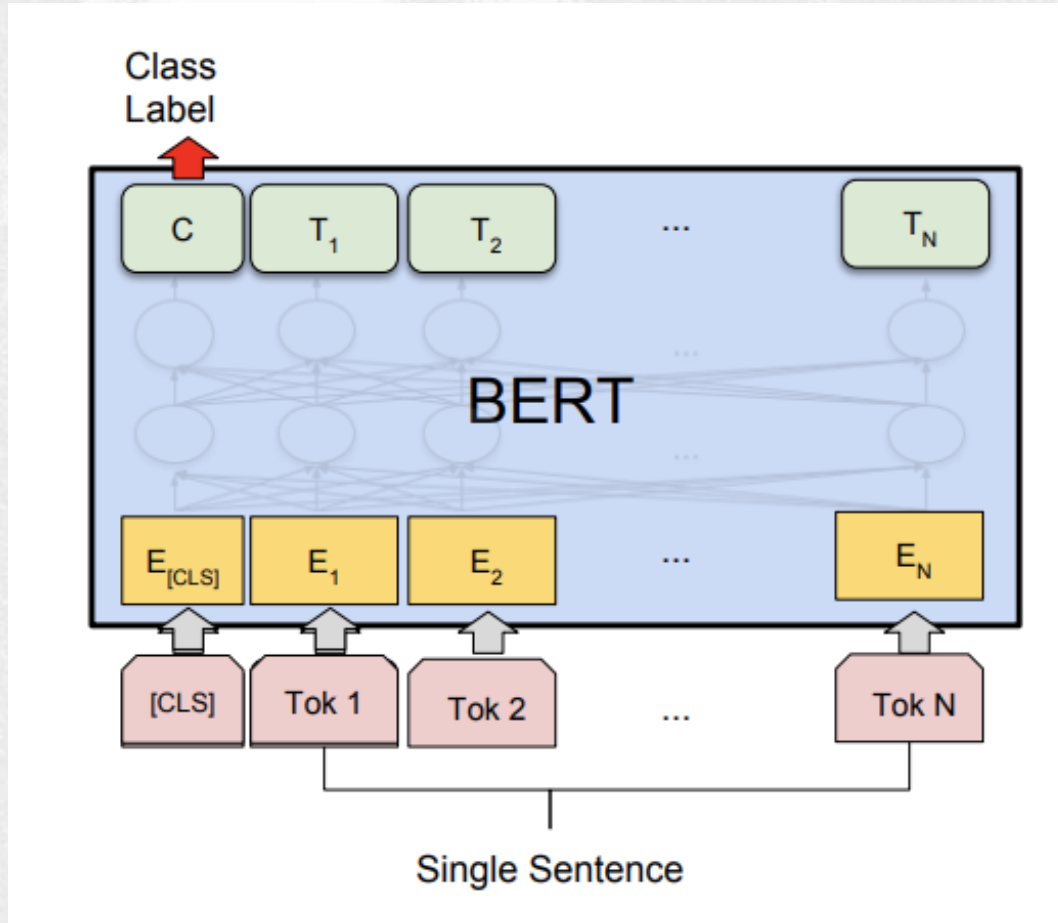 Class
Label
C T1 T2 ... TN
...
BERT
...
E[CLS] E1 E2 ... EN
[CLS] Tok 1 Tok 2 ... Tok N
Single Sentence